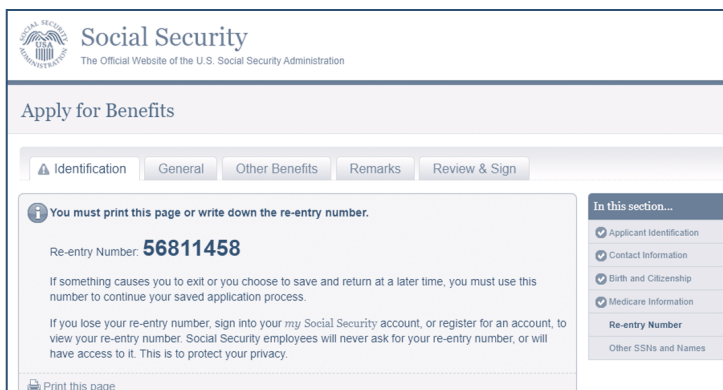 SOCIAL SECURITY
USA
ADMINISTRATION
Social Security
The Official Website of the U.S. Social Security Administration
Apply for Benefits
Identification General Other Benefits Remarks Review & Sign
You must print this page or write down the re-entry number.
Re-entry Number: 56811458
If something causes you to exit or you choose to save and return at a later time, you must use this
number to continue your saved application process.
If you lose your re-entry number, sign into your my Social Security account, or register for an account, to
view your re-entry number. Social Security employees will never ask for your re-entry number, or will
have access to it. This is to protect your privacy.
Print this page
In this section...
Applicant Identification
Contact Information
Birth and Citizenship
Medicare Information
Re-entry Number
Other SSNs and Names